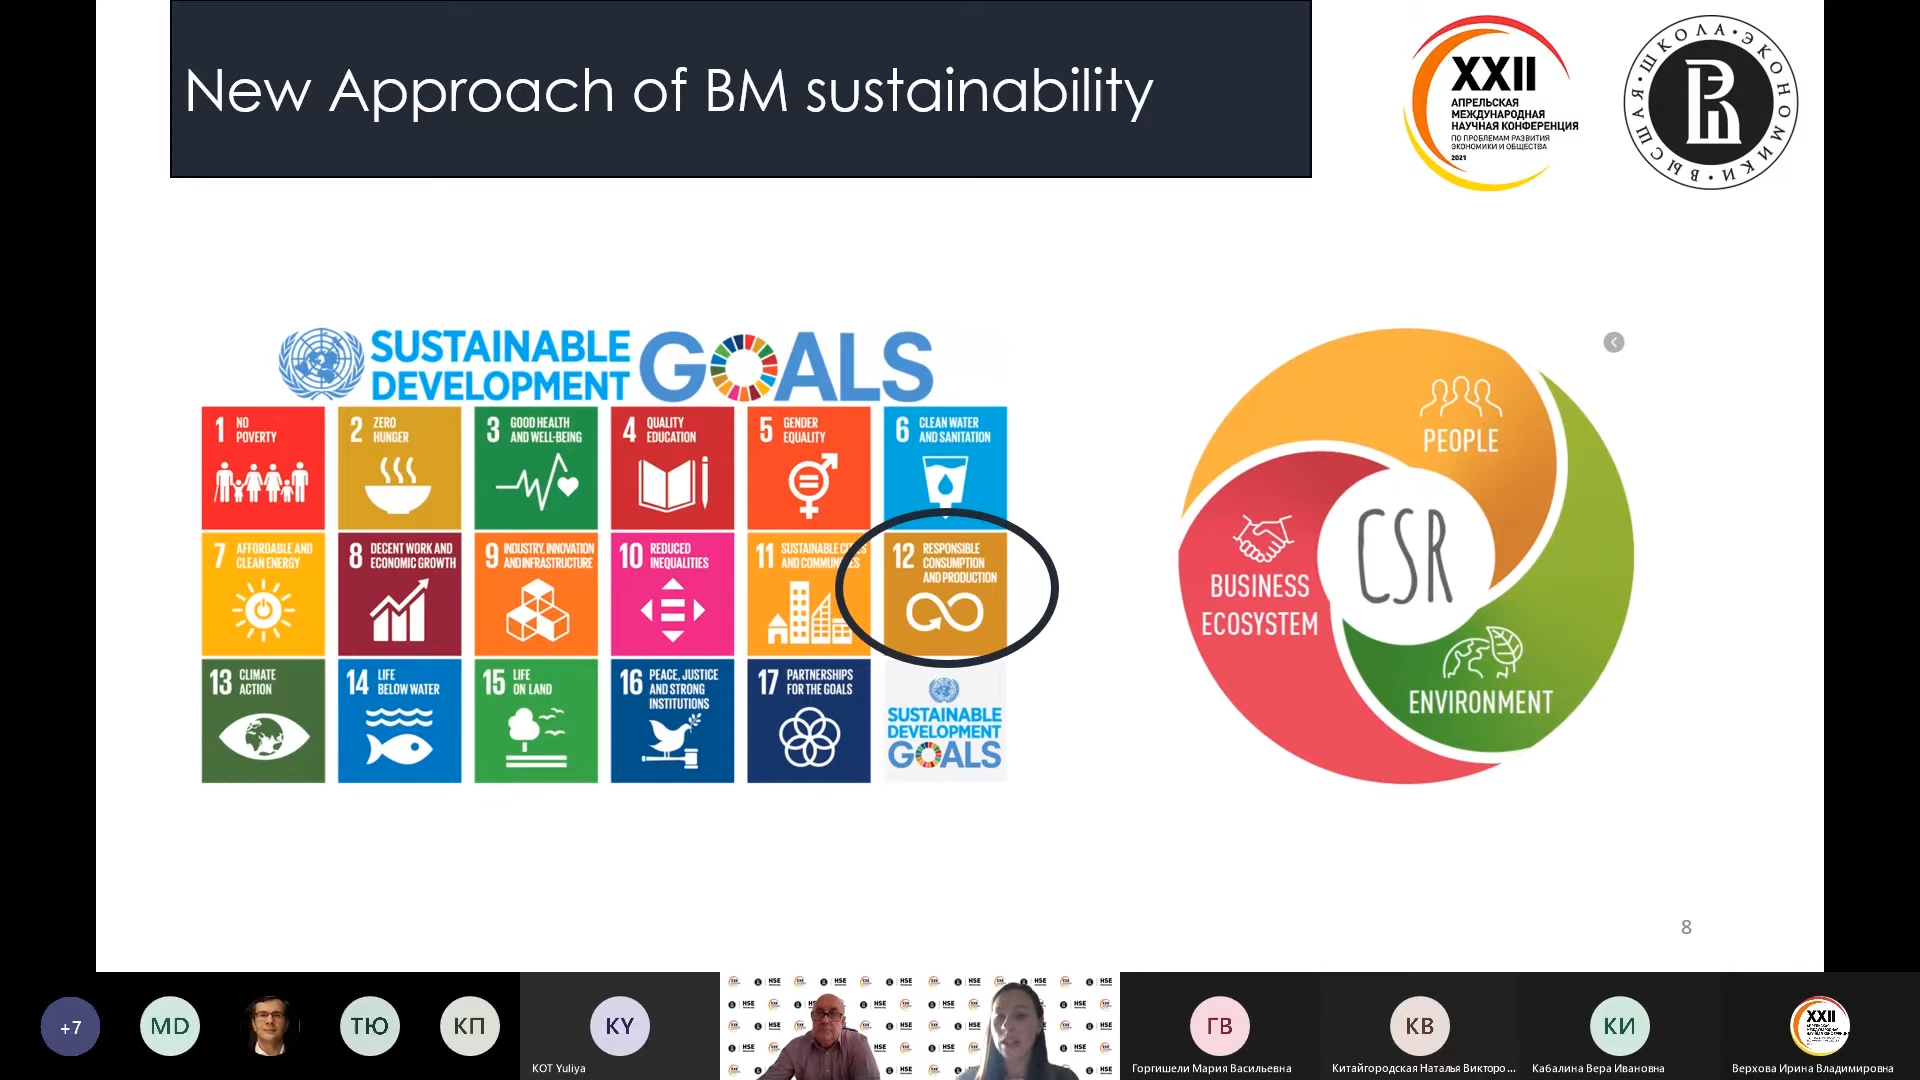 New Approach of BM sustainability
XXII
АПРЕЛЬСКАЯ
МЕЖДУНАРОДНАЯ
НАУЧНАЯ КОНФЕРЕНЦИЯ
ПО ПРОБЛЕМАМ РАЗВИТИЯ
ЭКОНОМИКИ И ОБЩЕСТВА
2021
ВЫСШАЯ • ШКОЛА • ЭКОНОМИКИ •
SUSTAINABLE
DEVELOPMENT
GOALS
1 NO
POVERTY
2 ZERO
HUNGER
3 GOOD HEALTH
AND WELL-BEING
4 QUALITY
EDUCATION
5 GENDER
EQUALITY
6 CLEAN WATER
AND SANITATION
7 AFFORDABLE AND
CLEAN ENERGY
8 DECENT WORK AND
ECONOMIC GROWTH
9 INDUSTRY, INNOVATION
AND INFRASTRUCTURE
10 REDUCED
INEQUALITIES
11 SUSTAINABLE CITIES
AND COMMUNITIES
12 RESPONSIBLE
CONSUMPTION
AND PRODUCTION
13 CLIMATE
ACTION
14 LIFE
BELOW WATER
15 LIFE
ON LAND
16 PEACE, JUSTICE
AND STRONG
INSTITUTIONS
17 PARTNERSHIPS
FOR THE GOALS
SUSTAINABLE
DEVELOPMENT
GOALS
PEOPLE
CSR
BUSINESS
ECOSYSTEM
ENVIRONMENT
8
+7
MD
ТЮ
КП
KY
KOT Yuliya
HSE
ГВ
Горгишели Мария Васильевна
КВ
Китайгородская Наталья Викторо ...
КИ
Кабалина Вера Ивановна
XXII
Верхова Ирина Владимировна